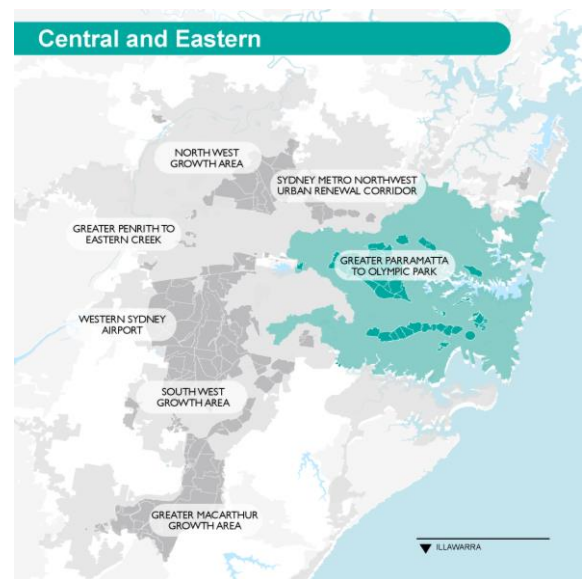 Central and Eastern
NORTH WEST
GROWTH AREA
SYDNEY METRO NORTHWEST
URBAN RENEWAL CORRIDOR
GREATER PENRITH TO
EASTERN CREEK
GREATER PARRAMATTA
TO OLYMPIC PARK
WESTERN SYDNEY
AIRPORT
SOUTH WEST
GROWTH AREA
GREATER MACARTHUR
GROWTH AREA
ILLAWARRA